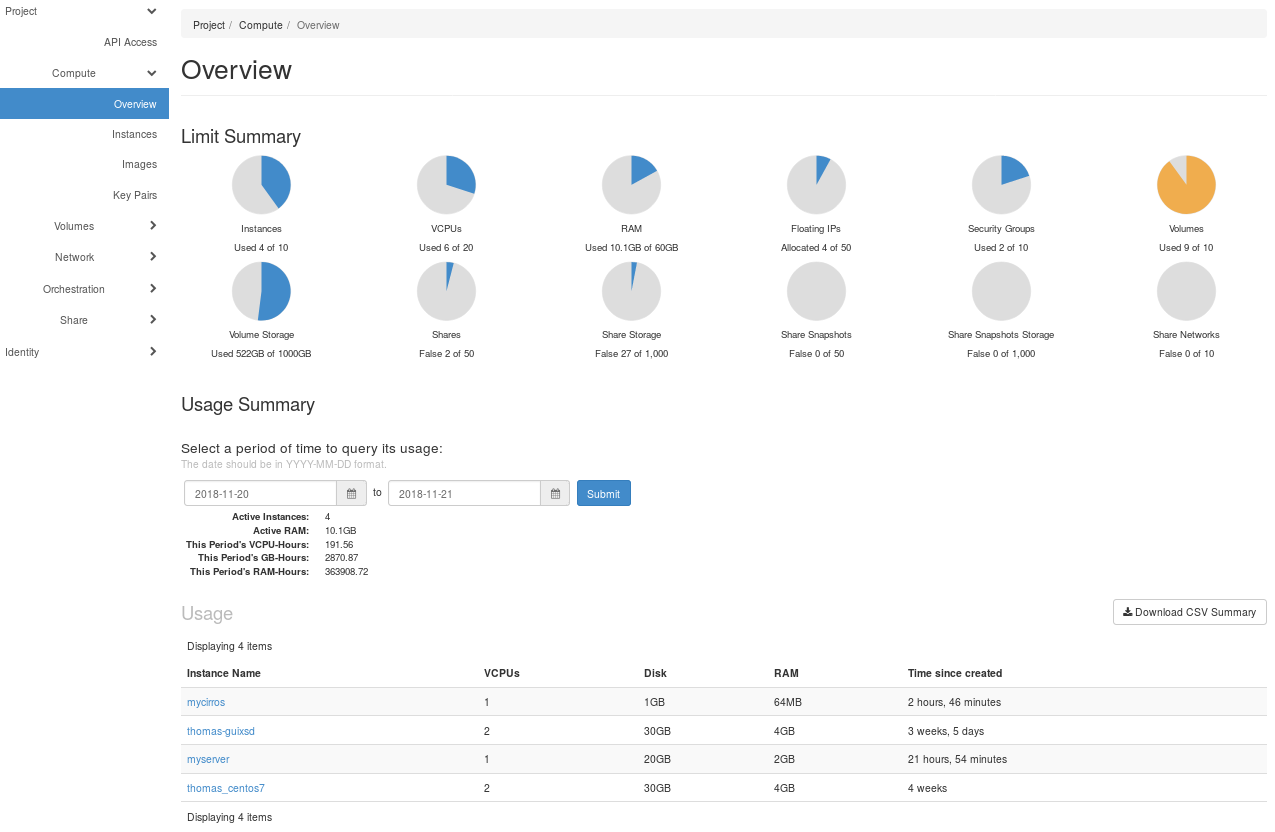 Project
API Access
Compute
Overview
Instances
Images
Key Pairs
Volumes
Network
Orchestration
Share
Identity
Project / Compute / Overview
Overview
Limit Summary
Instances VCPUs RAM Floating IPs Security Groups Volumes
Used 4 of 10 Used 6 of 20 Used 10.1GB of 60GB Allocated 4 of 50 Used 2 of 10 Used 9 of 10
Volume Storage Shares Share Storage Share Snapshots Share Snapshots Storage Share Networks
Used 522GB of 1000GB False 2 of 50 False 27 of 1,000 False 0 of 50 False 0 of 1,000 False 0 of 10
Usage Summary
Select a period of time to query its usage:
The date should be in YYYY-MM-DD format.
2018-11-20 to 2018-11-21 Submit
Active Instances: 4
Active RAM: 10.1GB
This Period's VCPU-Hours: 191.56
This Period's GB-Hours: 2870.87
This Period's RAM-Hours: 363908.72
Usage Download CSV Summary
Displaying 4 items
Instance Name VCPUs Disk RAM Time since created
mycirros 1 1GB 64MB 2 hours, 46 minutes
thomas-guixsd 2 30GB 4GB 3 weeks, 5 days
myserver 1 20GB 2GB 21 hours, 54 minutes
thomas_centos7 2 30GB 4GB 4 weeks
Displaying 4 items